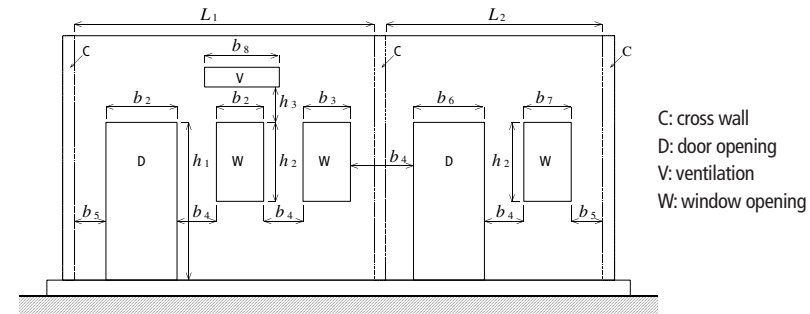 L1 L2
C b8 C C
V
b2 b2 h3 b3 b6 b7
D h1 W h2 W b4 D h2 W
b5 b4 b4 b4 b5
C: cross wall
D: door opening
V: ventilation
W: window opening